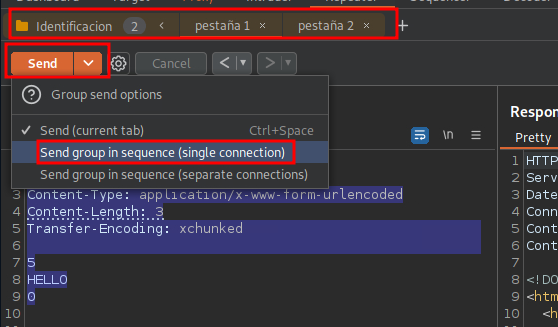 Identificacion 2 < pestaña 1 × pestaña 2 ×
Send Cancel < >
Group send options
✓ Send (current tab) Ctrl+Space
Send group in sequence (single connection)
Send group in sequence (separate connections)
\n
Respon
Pretty
3 Content-Type: application/x-www-form-urlencoded
4 Content-Length: 3
5 Transfer-Encoding: xchunked
6
7 5
8 HELLO
9 0
10
1 HTTP
2 Serv
3 Date
4 Conn
5 Cont
6 Cont
7
8 <!DO
9 <htm
10 <h